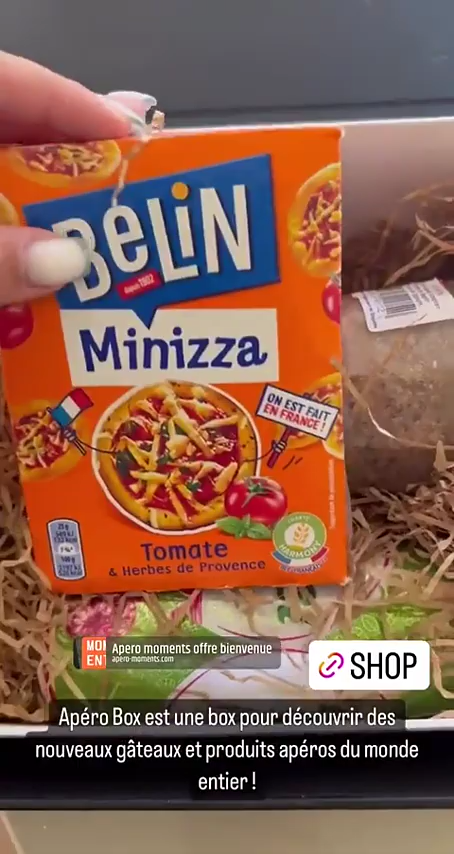 BELIN
Depuis 1902
Minizza
ON EST FAIT
EN FRANCE !
Tomate
& Herbes de Provence
CHARTE
HARMONY
Apero moments offre bienvenue
apero-moments.com
SHOP
Apéro Box est une box pour découvrir des
nouveaux gâteaux et produits apéros du monde
entier !